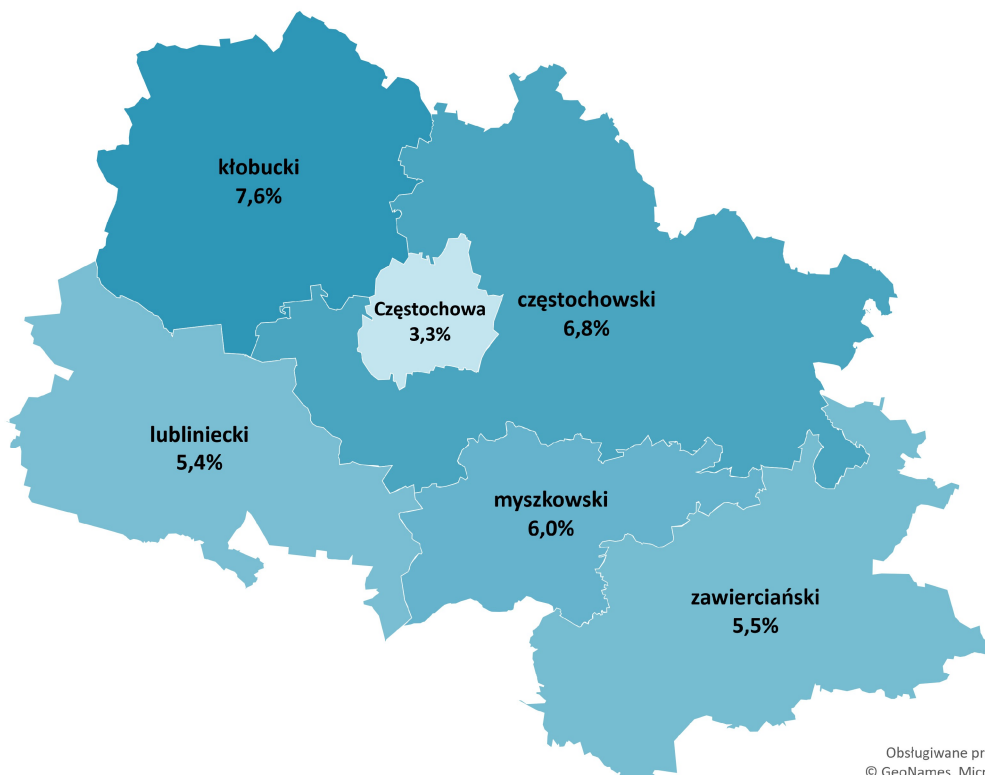 kłobucki
7,6%
częstochowski
6,8%
Częstochowa
3,3%
lubliniecki
5,4%
myszkowski
6,0%
zawierciański
5,5%
Obsługiwane pr
© GeoNames, Micr